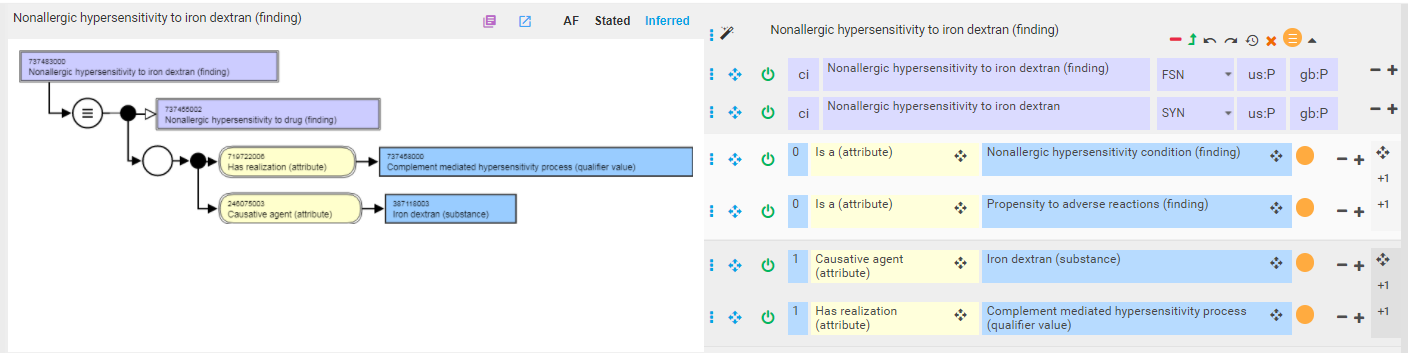 Nonallergic hypersensitivity to iron dextran (finding)
AF Stated Inferred
737483000
Nonallergic hypersensitivity to iron dextran (finding)
737466002
Nonallergic hypersensitivity to drug (finding)
719722006
Has realization (attribute)
737458000
Complement mediated hypersensitivity process (qualifier value)
246075003
Causative agent (attribute)
387118003
Iron dextran (substance)
Nonallergic hypersensitivity to iron dextran (finding)
ci Nonallergic hypersensitivity to iron dextran (finding) FSN us:P gb:P
ci Nonallergic hypersensitivity to iron dextran SYN us:P gb:P
0 Is a (attribute) Nonallergic hypersensitivity condition (finding)
+1
0 Is a (attribute) Propensity to adverse reactions (finding) +1
1 Causative agent (attribute) Iron dextran (substance)
+1
1 Has realization (attribute) Complement mediated hypersensitivity process (qualifier value) +1